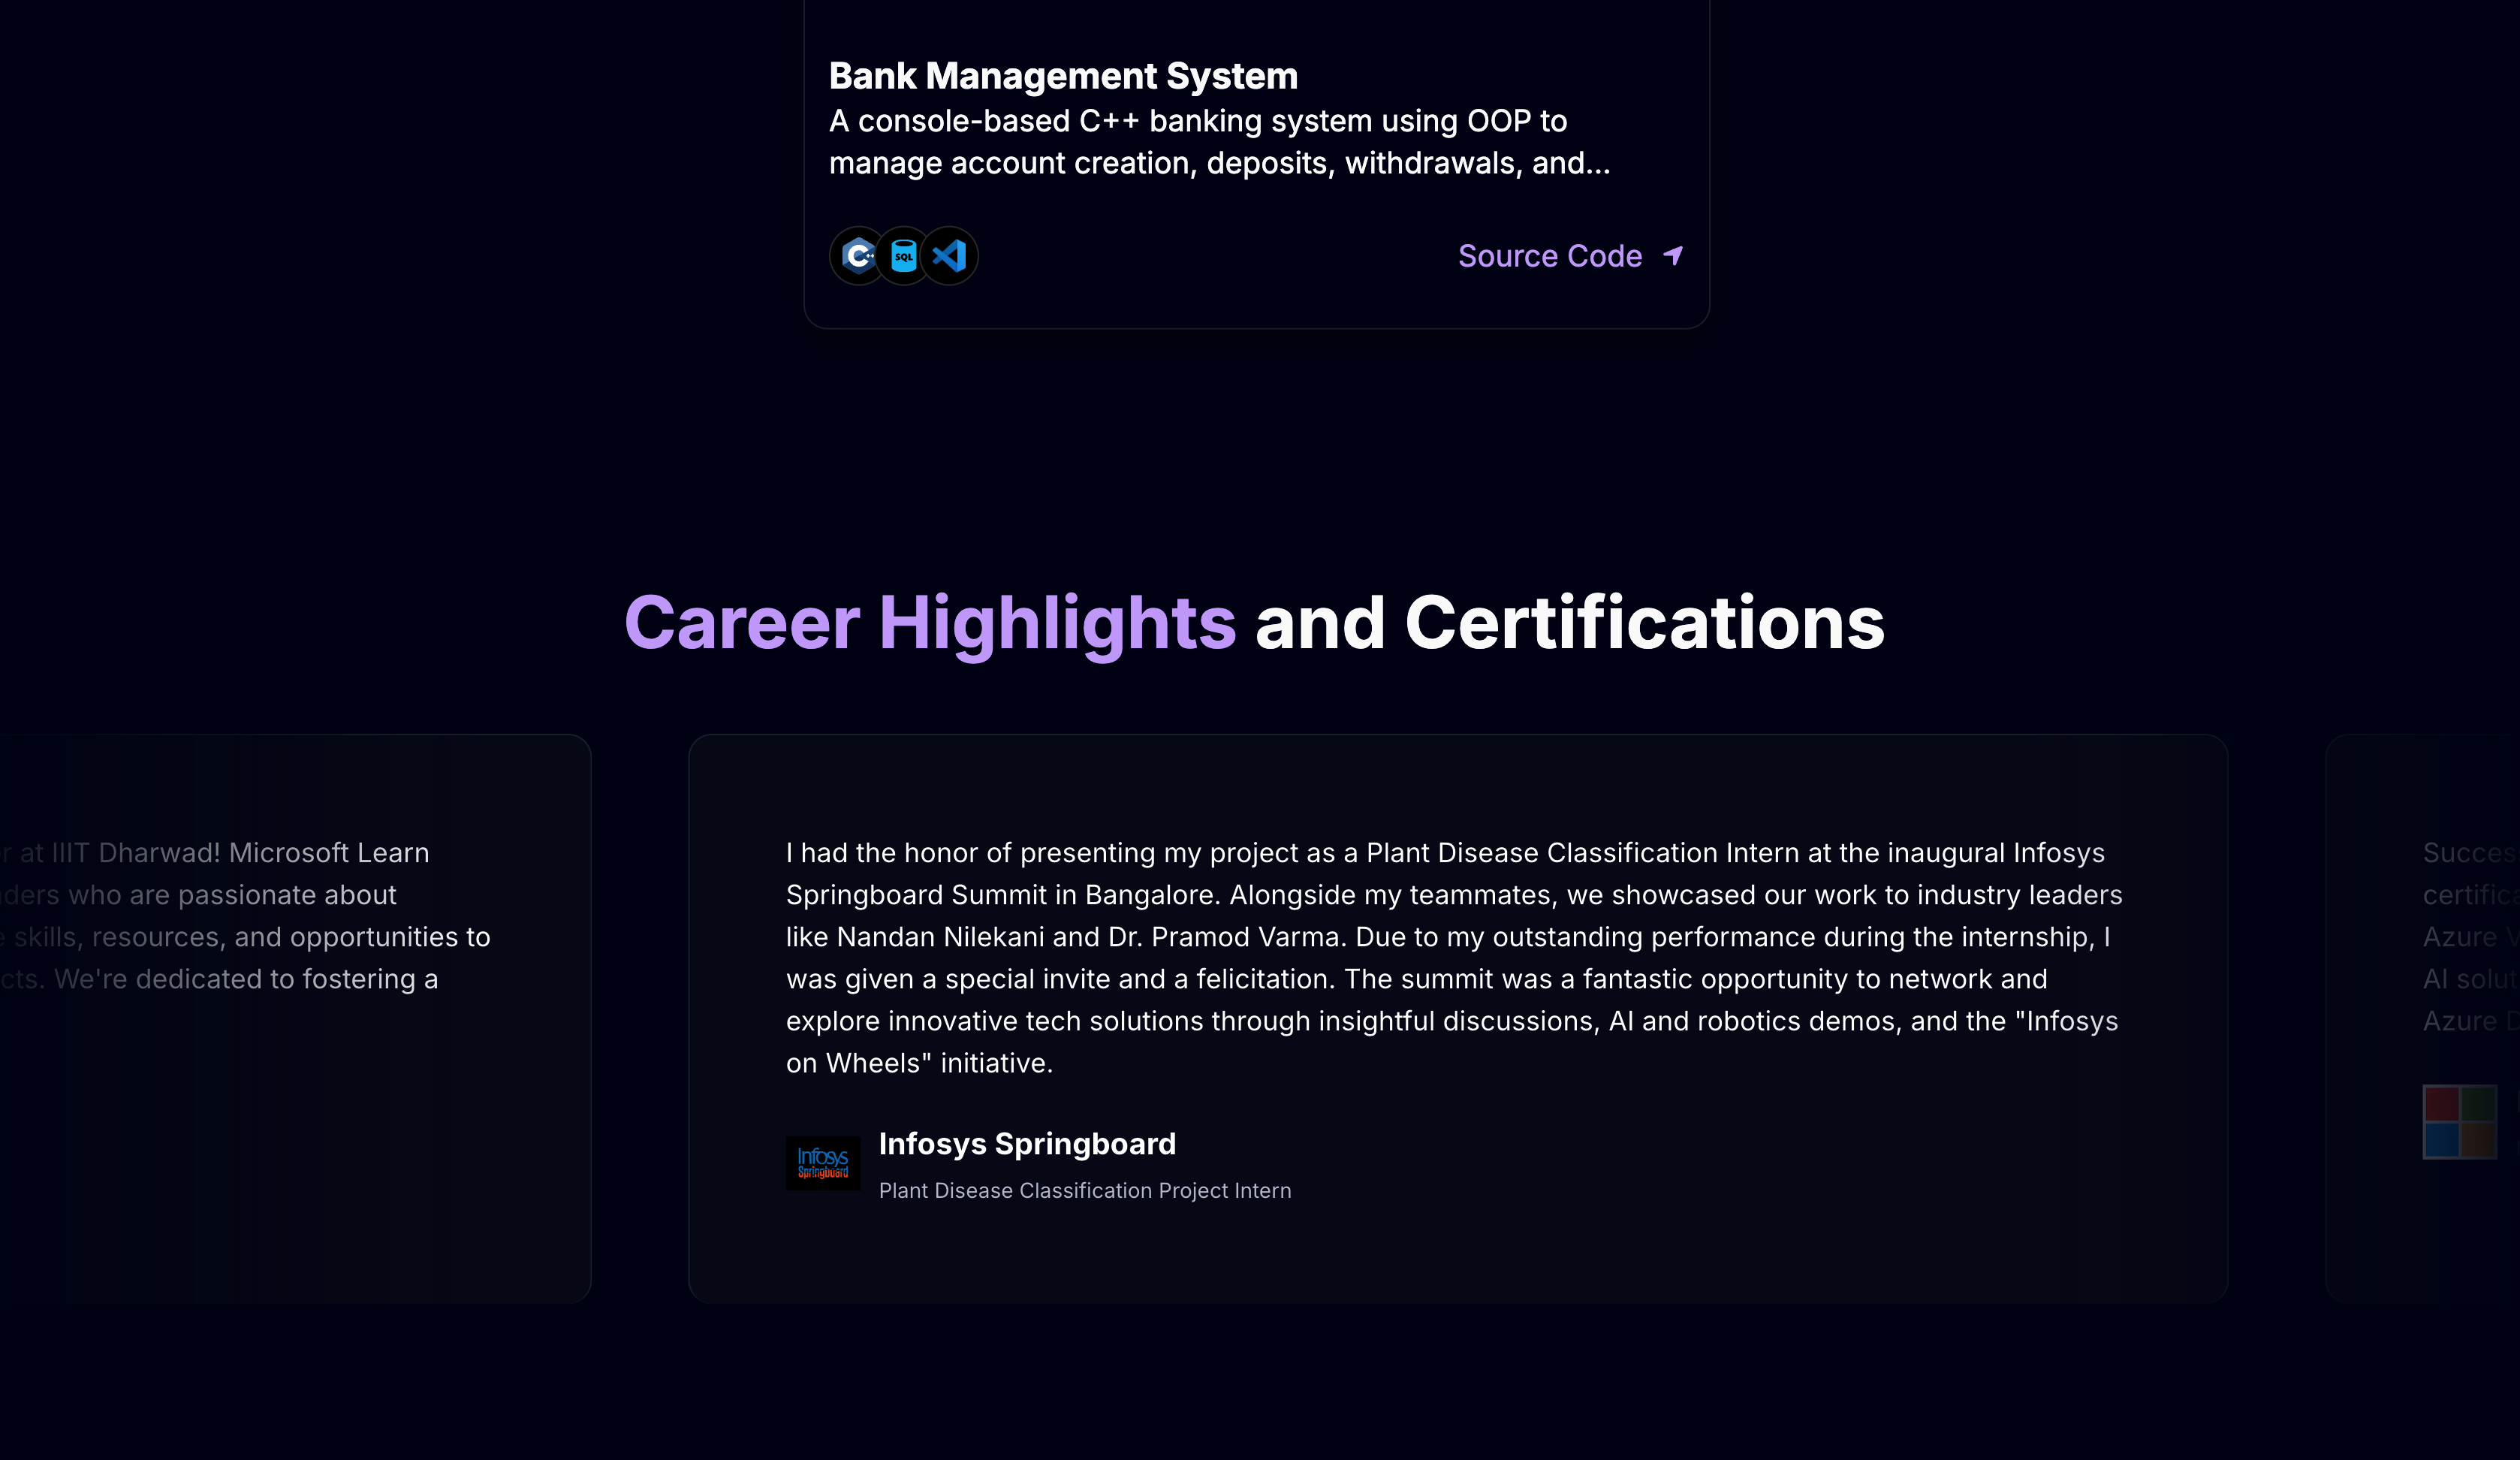 Bank Management System
A console-based C++ banking system using OOP to
manage account creation, deposits, withdrawals, and...
C++
SQL
Source Code
Career Highlights and Certifications
r at IIIT Dharwad! Microsoft Learn
ders who are passionate about
e skills, resources, and opportunities to
cts. We're dedicated to fostering a
I had the honor of presenting my project as a Plant Disease Classification Intern at the inaugural Infosys
Springboard Summit in Bangalore. Alongside my teammates, we showcased our work to industry leaders
like Nandan Nilekani and Dr. Pramod Varma. Due to my outstanding performance during the internship, I
was given a special invite and a felicitation. The summit was a fantastic opportunity to network and
explore innovative tech solutions through insightful discussions, AI and robotics demos, and the "Infosys
on Wheels" initiative.
Infosys
Springboard
Infosys Springboard
Plant Disease Classification Project Intern
Succes
certific
Azure V
AI solut
Azure D